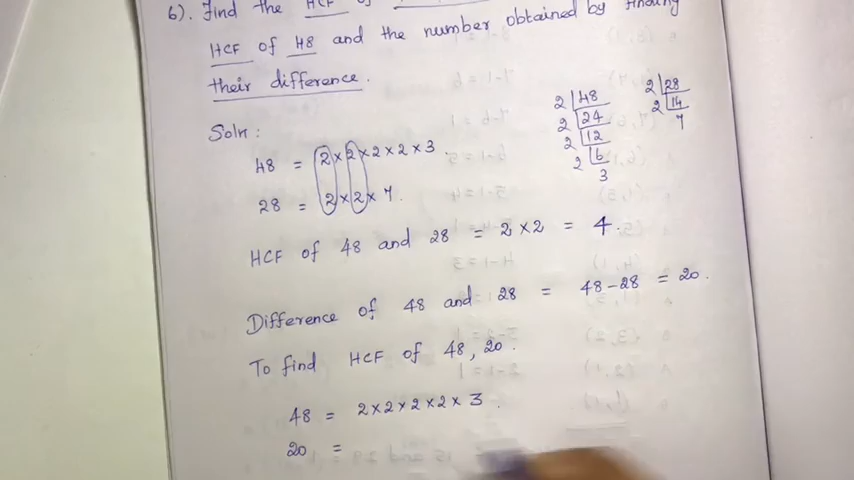 6). Find the HCF of
HCF of 48 and the number obtained by finding
their difference.
Soln:
2 48
2 24
2 12
2 6
3
2 28
2 14
7
48 = 2×2×2×2×3.
28 = 2×2×7.
HCF of 48 and 28 = 2×2 = 4.
Difference of 48 and 28 = 48-28 = 20.
To find HCF of 48, 20.
48 = 2×2×2×2×3.
20 =